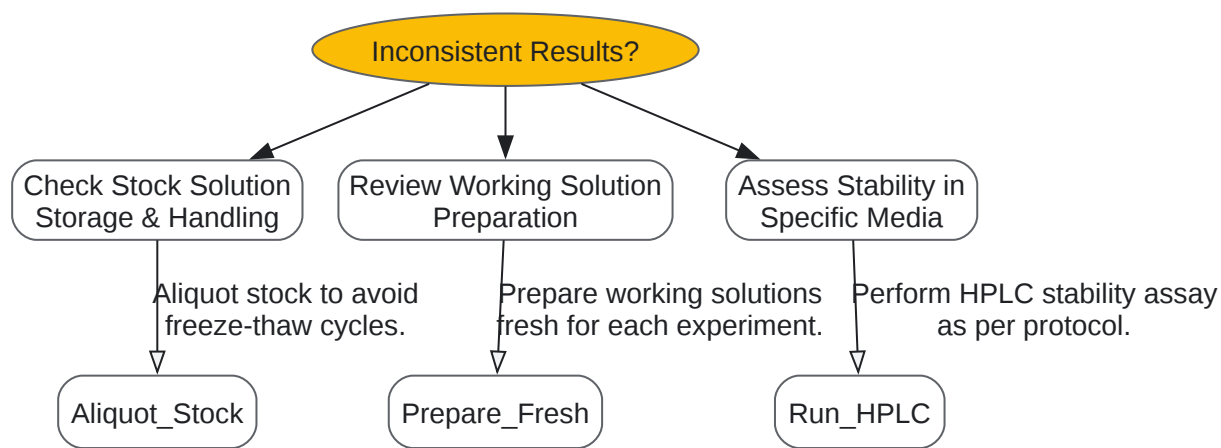 Inconsistent Results?
Check Stock Solution
Storage & Handling
Review Working Solution
Preparation
Assess Stability in
Specific Media
Aliquot stock to avoid
freeze-thaw cycles.
Prepare working solutions
fresh for each experiment.
Perform HPLC stability assay
as per protocol.
Aliquot_Stock
Prepare_Fresh
Run_HPLC